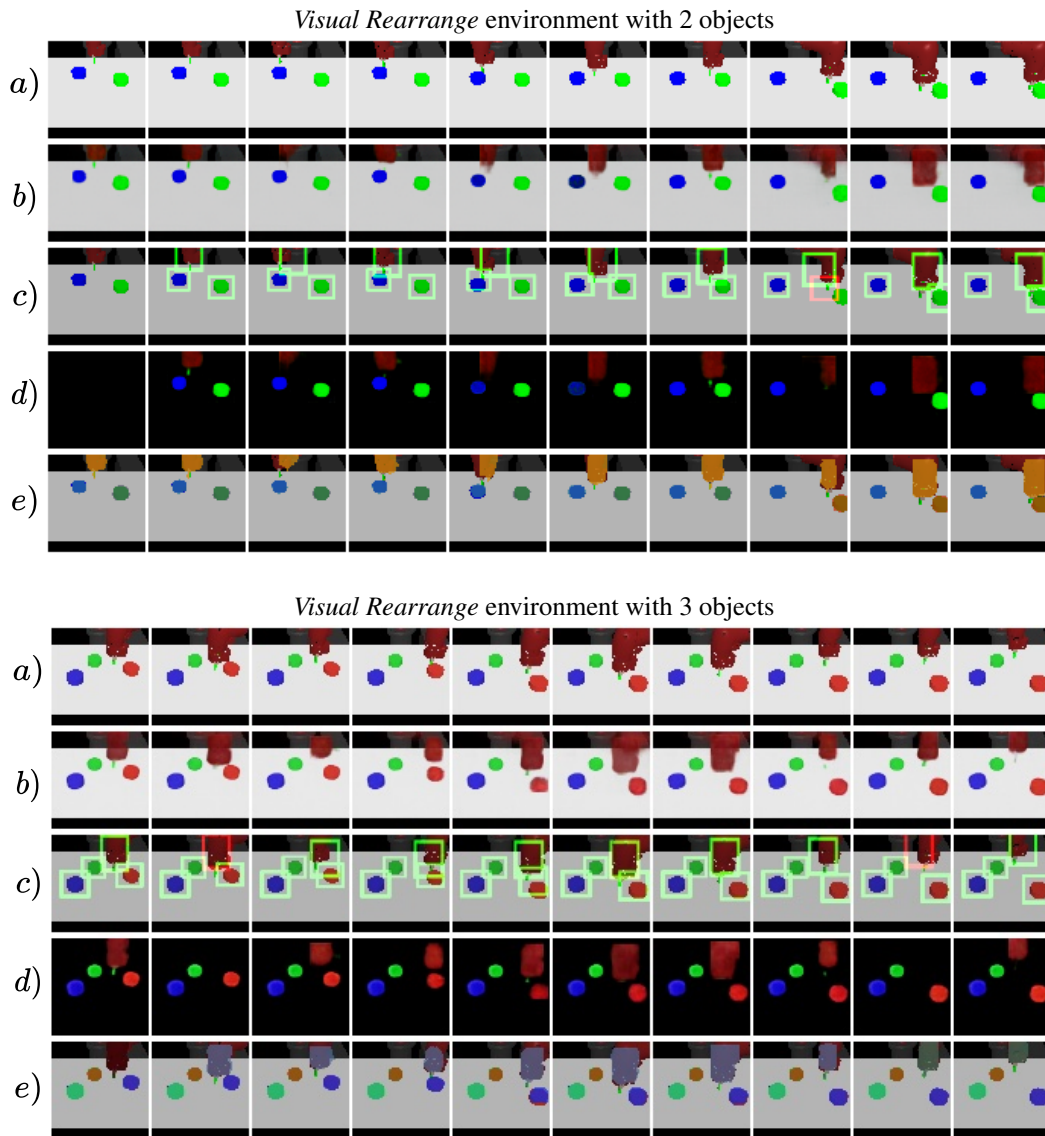 Visual Rearrange environment with 2 objects
a)
b)
c)
d)
e)
Visual Rearrange environment with 3 objects
a)
b)
c)
d)
e)